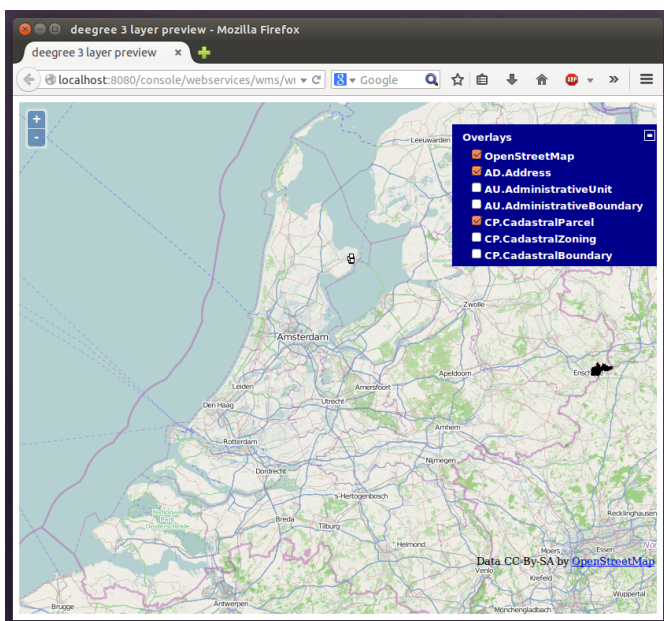 deegree 3 layer preview - Mozilla Firefox
deegree 3 layer preview
localhost:8080/console/webservices/wms/
Google
+
-
Overlays
OpenStreetMap
AD.Address
AU.AdministrativeUnit
AU.AdministrativeBoundary
CP.CadastralParcel
CP.CadastralZoning
CP.CadastralBoundary
Leeuwarden
Zwolle
Amsterdam
Apeldoorn
Leiden
Amersfoort
Den Haag
Utrecht
Arnhem
Rotterdam
Nijmegen
Dordrecht
's-Hertogenbosch
Nationaal
Park
Oosterschelde
Breda
Tilburg
Recklinghausen
Helmond
Moers
Essen
Data CC-By-SA by OpenStreetMap
Venlo
Krefeld
Wuppertal
Brugge
Antwerpen
Mönchengladbach